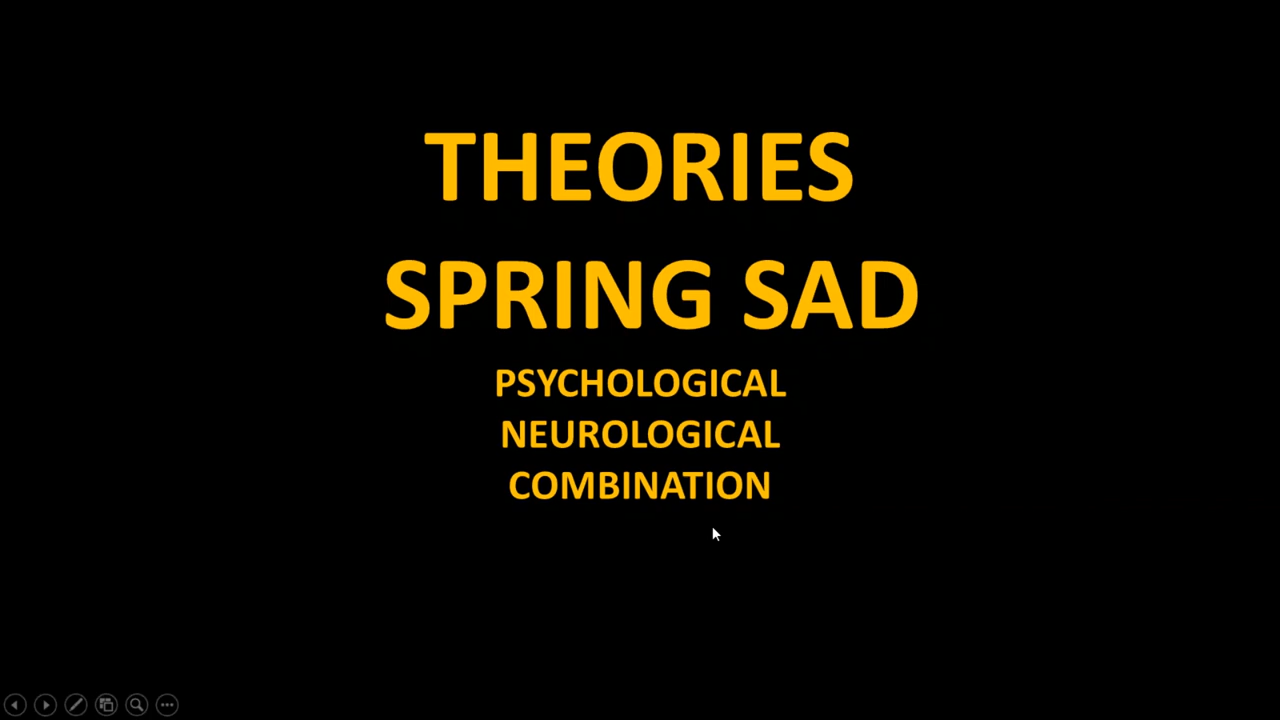 THEORIES
SPRING SAD
PSYCHOLOGICAL
NEUROLOGICAL
COMBINATION